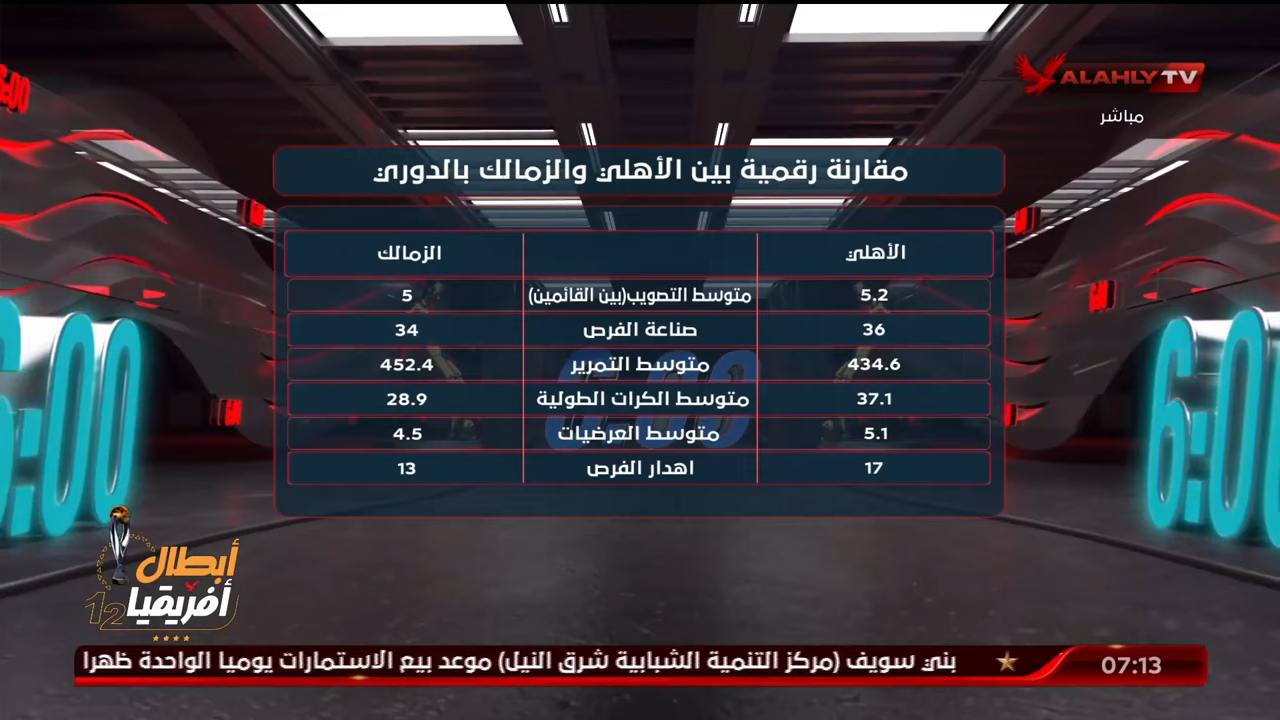 ALAHLY TV
مباشر
مقارنة رقمية بين الأهلي والزمالك بالدوري
الأهلي الزمالك
5.2 متوسط التصويب(بين القائمين) 5
36 صناعة الفرص 34
434.6 متوسط التمرير 452.4
37.1 متوسط الكرات الطولية 28.9
5.1 متوسط العرضيات 4.5
17 اهدار الفرص 13
6:00
6:00
6:00
أبطال
أفريقيا
12
07:13
بني سويف (مركز التنمية الشبابية شرق النيل) موعد بيع الاستمارات يوميا الواحدة ظهرا